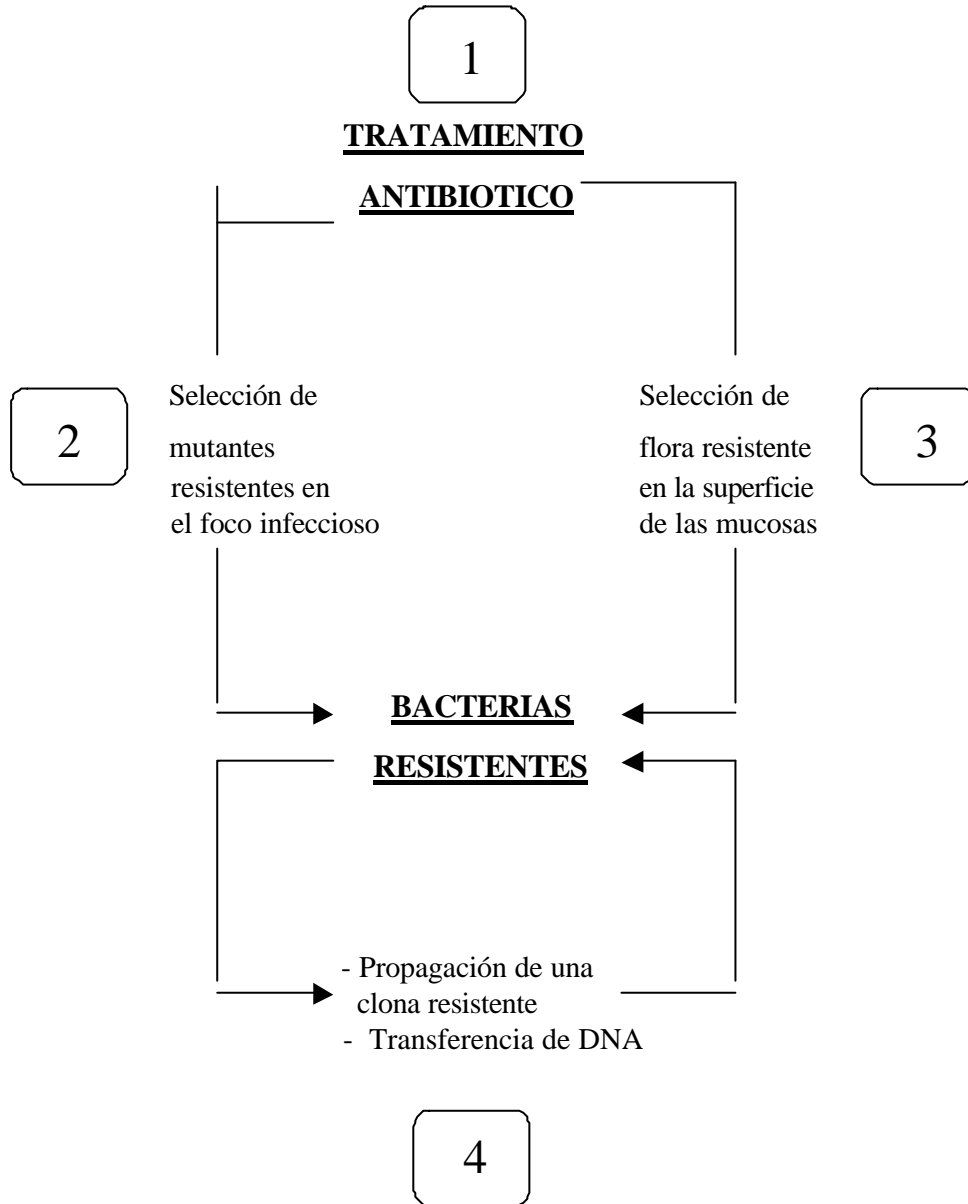 1
TRATAMIENTO
ANTIBIOTICO
2
Selección de
mutantes
resistentes en
el foco infeccioso
Selección de
flora resistente
en la superficie
de las mucosas
3
BACTERIAS
RESISTENTES
- Propagación de una
clona resistente
- Transferencia de DNA
4